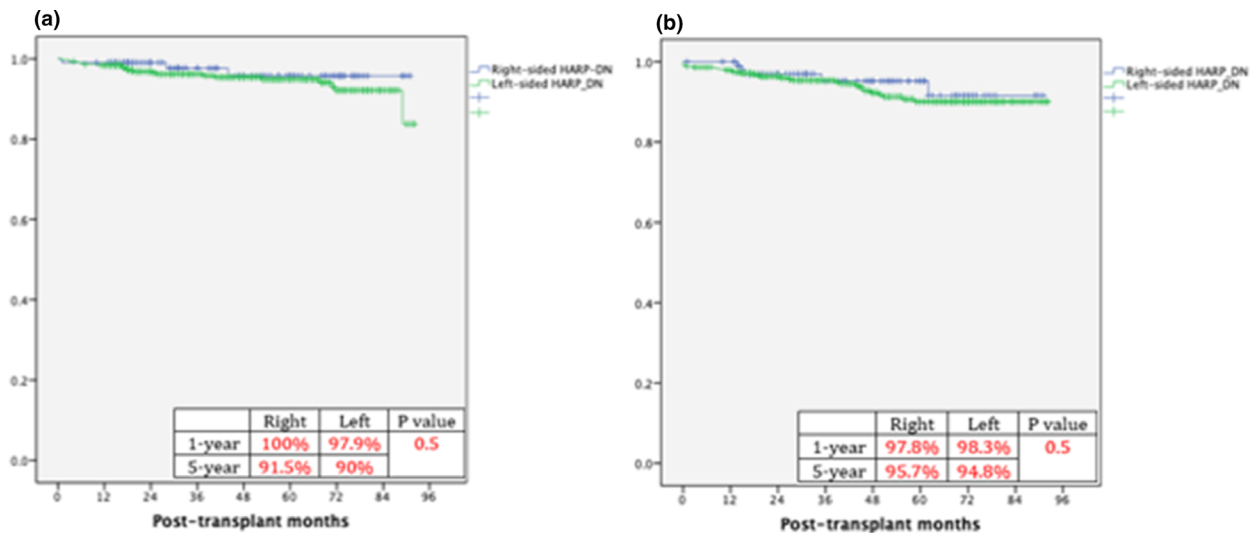 (a)
1.0
0.8
0.6
0.4
0.2
0.0
Right-sided HARP-DN
Left-sided HARP_DN
Right Left P value
1-year 100% 97.9% 0.5
5-year 91.5% 90%
0 12 24 36 48 60 72 84 96
Post-transplant months
(b)
1.0
0.8
0.6
0.4
0.2
0.0
Right-sided HARP_DN
Left-sided HARP_DN
Right Left P value
1-year 97.8% 98.3% 0.5
5-year 95.7% 94.8%
0 12 24 36 48 60 72 84 96
Post-transplant months